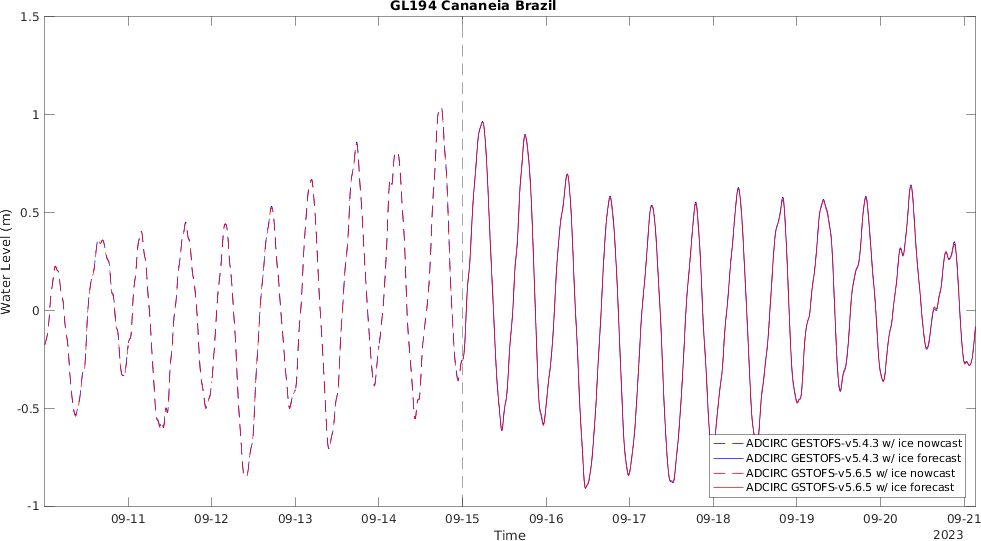 GL194 Cananeia Brazil
1.5
1
0.5
0
-0.5
-1
Water Level (m)
ADCIRC GESTOFS-v5.4.3 w/ ice nowcast
ADCIRC GESTOFS-v5.4.3 w/ ice forecast
ADCIRC GSTOFS-v5.6.5 w/ ice nowcast
ADCIRC GSTOFS-v5.6.5 w/ ice forecast
09-11 09-12 09-13 09-14 09-15 09-16 09-17 09-18 09-19 09-20 09-21
Time
2023